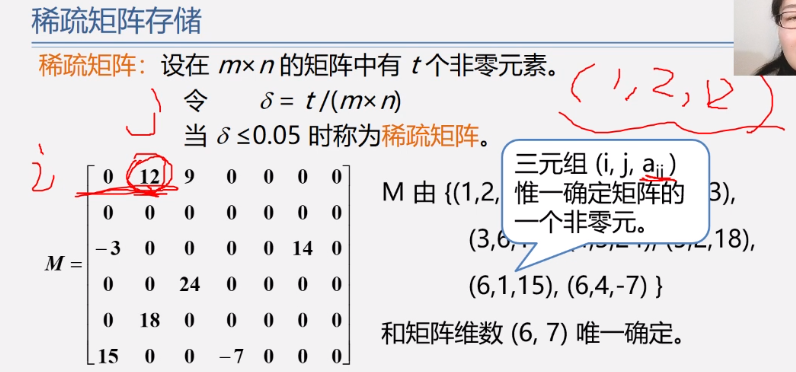 稀疏矩阵存储
稀疏矩阵：设在 m×n 的矩阵中有 t 个非零元素。
令 δ = t/(m×n)
当 δ ≤0.05 时称为稀疏矩阵。
(1,2,12)
j
i
M =
0 12 9 0 0 0 0
0 0 0 0 0 0 0
-3 0 0 0 0 14 0
0 0 24 0 0 0 0
0 18 0 0 0 0 0
15 0 0 -7 0 0 0
三元组 (i, j, aij)
惟一确定矩阵的
一个非零元。
M 由 {(1,2, 3),
(3,6, 2,18),
(6,1,15), (6,4,-7) }
和矩阵维数 (6, 7) 唯一确定。